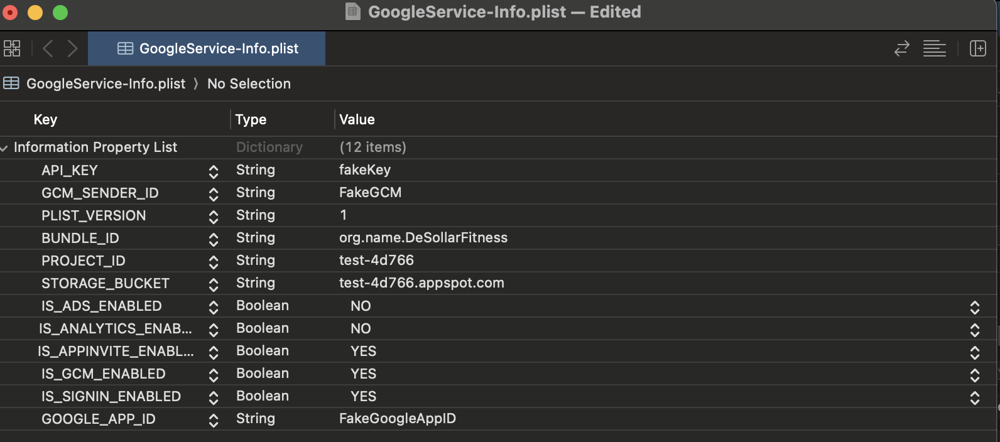 GoogleService-Info.plist — Edited
GoogleService-Info.plist
GoogleService-Info.plist 〉 No Selection
Key Type Value
Information Property List Dictionary (12 items)
API_KEY String fakeKey
GCM_SENDER_ID String FakeGCM
PLIST_VERSION String 1
BUNDLE_ID String org.name.DeSollarFitness
PROJECT_ID String test-4d766
STORAGE_BUCKET String test-4d766.appspot.com
IS_ADS_ENABLED Boolean NO
IS_ANALYTICS_ENAB... Boolean NO
IS_APPINVITE_ENABL... Boolean YES
IS_GCM_ENABLED Boolean YES
IS_SIGNIN_ENABLED Boolean YES
GOOGLE_APP_ID String FakeGoogleAppID